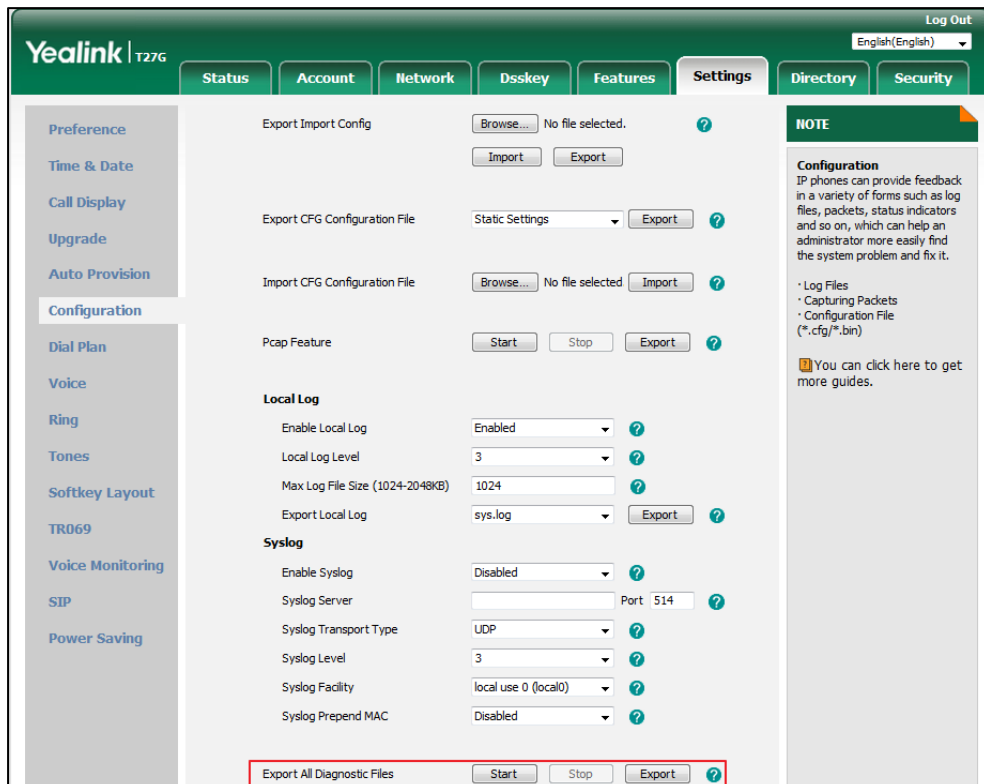 Log Out
Yealink | T27G
English(English)
Status Account Network Dsskey Features Settings Directory Security
Preference
Time & Date
Call Display
Upgrade
Auto Provision
Configuration
Dial Plan
Voice
Ring
Tones
Softkey Layout
TR069
Voice Monitoring
SIP
Power Saving
Export Import Config Browse... No file selected. ?
Import Export
Export CFG Configuration File Static Settings Export ?
Import CFG Configuration File Browse... No file selected Import ?
Pcap Feature Start Stop Export ?
Local Log
Enable Local Log Enabled ?
Local Log Level 3 ?
Max Log File Size (1024-2048KB) 1024 ?
Export Local Log sys.log Export ?
Syslog
Enable Syslog Disabled ?
Syslog Server Port 514 ?
Syslog Transport Type UDP ?
Syslog Level 3 ?
Syslog Facility local use 0 (local0) ?
Syslog Prepend MAC Disabled ?
Export All Diagnostic Files Start Stop Export ?
NOTE
Configuration
IP phones can provide feedback
in a variety of forms such as log
files, packets, status indicators
and so on, which can help an
administrator more easily find
the system problem and fix it.
· Log Files
· Capturing Packets
· Configuration File
(*.cfg/*.bin)
? You can click here to get
more guides.